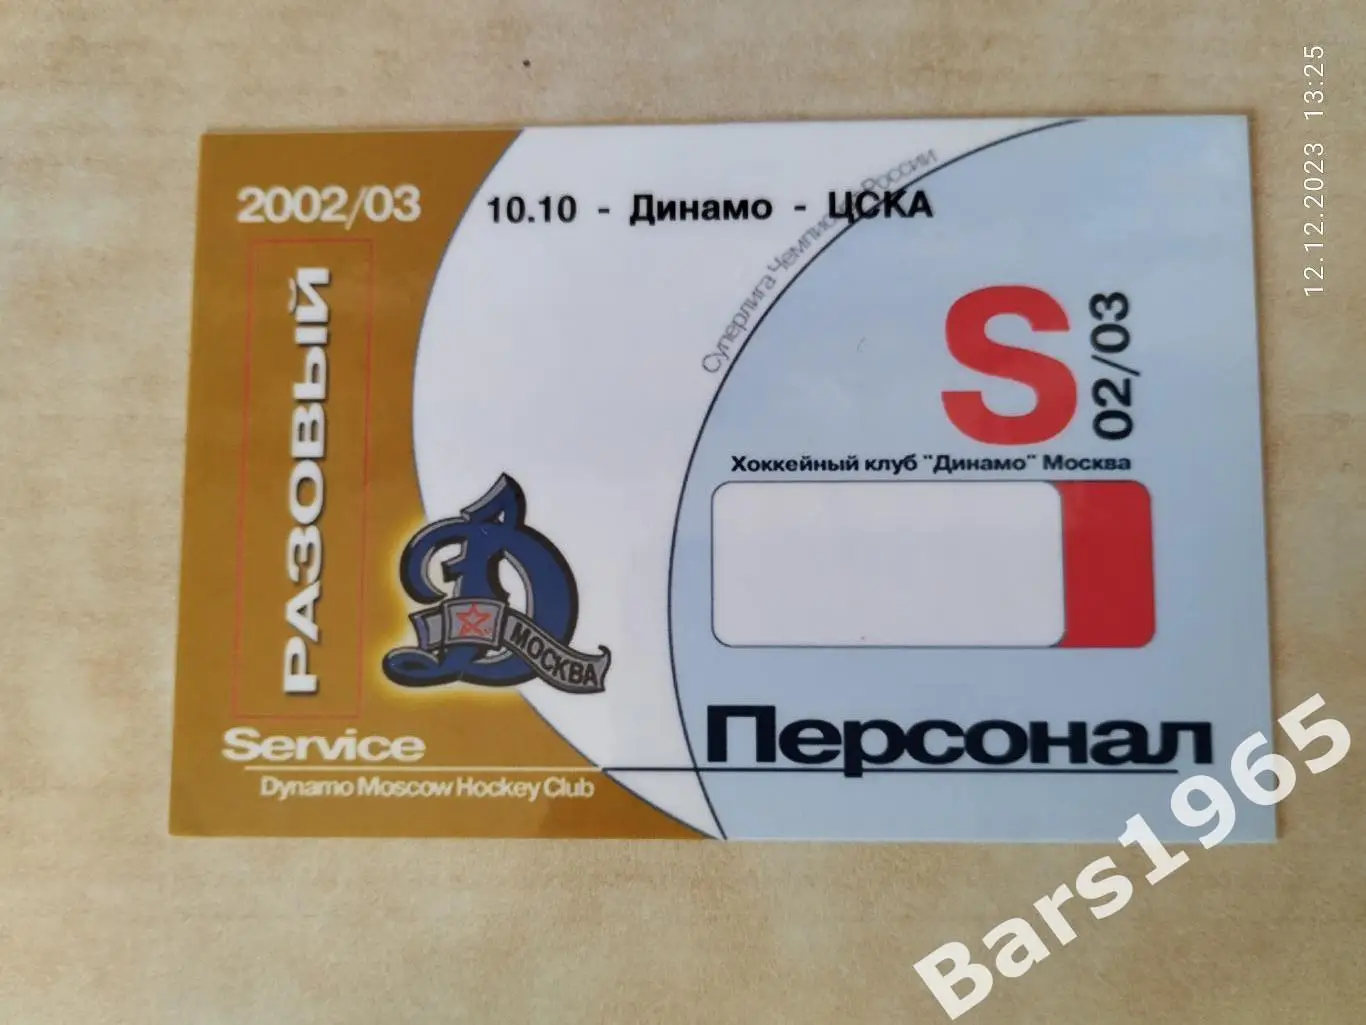 2002/03
10.10 - Динамо - ЦСКА
Суперлига Чемпионат России
РАЗОВЫЙ
S
02/03
Хоккейный клуб "Динамо" Москва
МОСКВА
Персонал
Service
Dynamo Moscow Hockey Club
12.12.2023 13:25
Bars1965